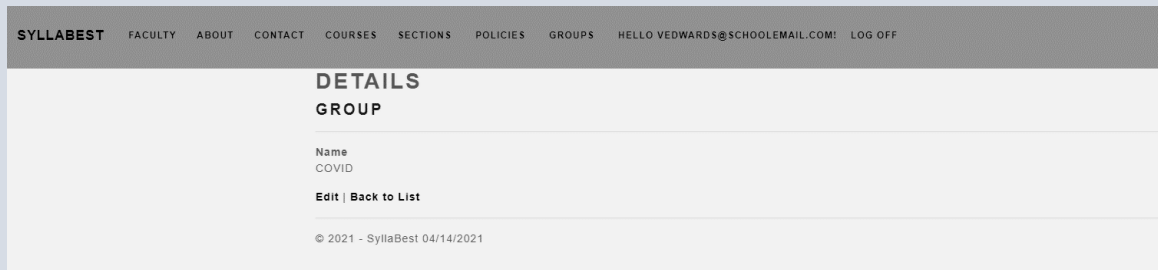 SYLLABEST FACULTY ABOUT CONTACT COURSES SECTIONS POLICIES GROUPS HELLO VEDWARDS@SCHOOLEMAIL.COM! LOG OFF
DETAILS
GROUP
Name
COVID
Edit | Back to List
© 2021 - SyllaBest 04/14/2021